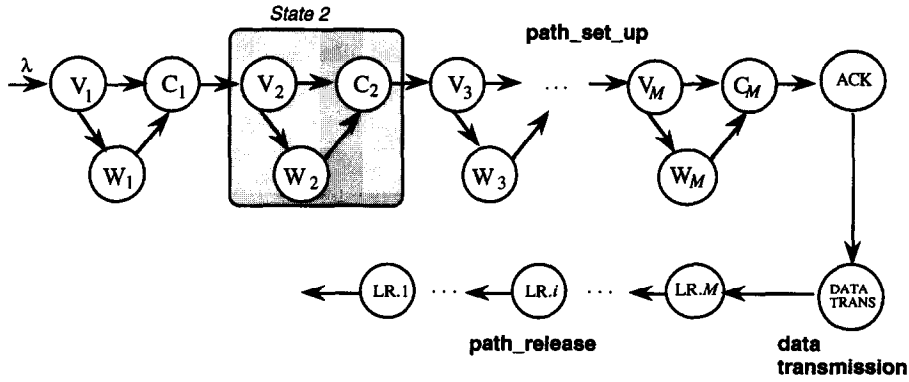 State 2
path_set_up
λ
V1
C1
V2
C2
V3
...
VM
CM
ACK
W1
W2
W3
WM
LR.1
...
LR.i
...
LR.M
DATA
TRANS
path_release
data
transmission